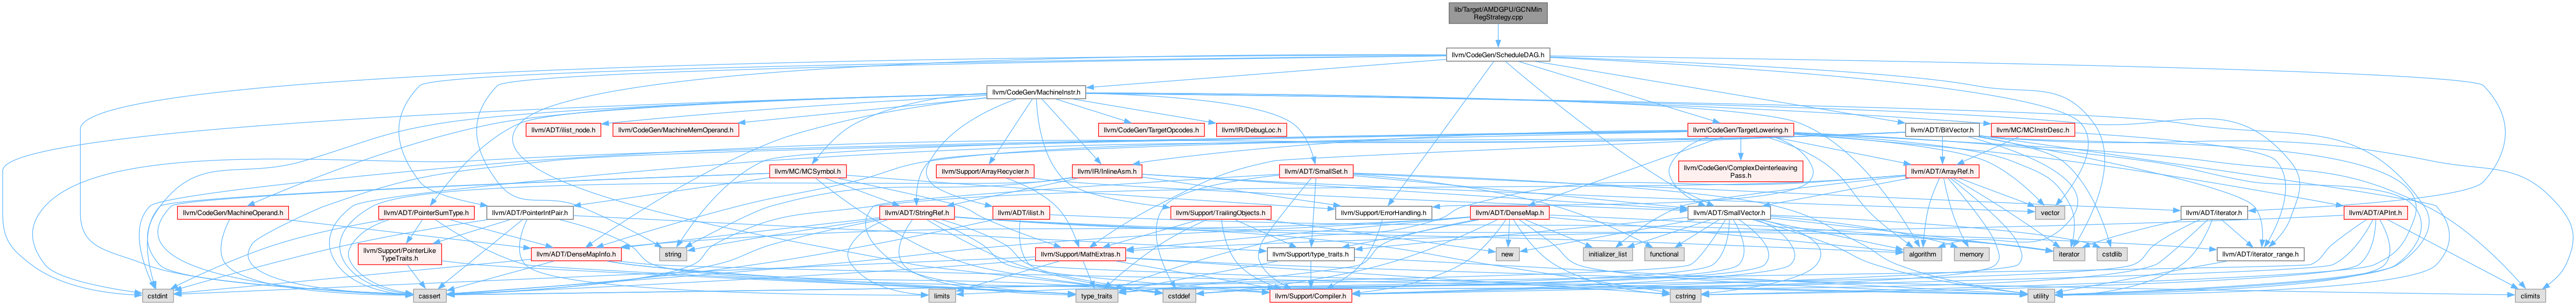 lib/Target/AMDGPU/GCNMin
RegStrategy.cpp
llvm/CodeGen/ScheduleDAG.h
llvm/CodeGen/MachineInstr.h
llvm/ADT/ilist_node.h
llvm/CodeGen/MachineMemOperand.h
llvm/CodeGen/TargetOpcodes.h
llvm/IR/DebugLoc.h
llvm/CodeGen/TargetLowering.h
llvm/ADT/BitVector.h
llvm/MC/MCInstrDesc.h
llvm/MC/MCSymbol.h
llvm/Support/ArrayRecycler.h
llvm/IR/InlineAsm.h
llvm/ADT/SmallSet.h
llvm/CodeGen/ComplexDeinterleaving
Pass.h
llvm/ADT/ArrayRef.h
llvm/CodeGen/MachineOperand.h
llvm/ADT/PointerSumType.h
llvm/ADT/PointerIntPair.h
llvm/ADT/StringRef.h
llvm/ADT/ilist.h
llvm/Support/TrailingObjects.h
llvm/Support/ErrorHandling.h
llvm/ADT/DenseMap.h
llvm/ADT/SmallVector.h
vector
llvm/ADT/iterator.h
llvm/ADT/APInt.h
llvm/Support/PointerLike
TypeTraits.h
llvm/ADT/DenseMapInfo.h
string
llvm/Support/MathExtras.h
llvm/Support/type_traits.h
new
initializer_list
functional
algorithm
memory
iterator
cstdlib
llvm/ADT/iterator_range.h
cstdint
cassert
limits
type_traits
cstddef
llvm/Support/Compiler.h
cstring
utility
climits